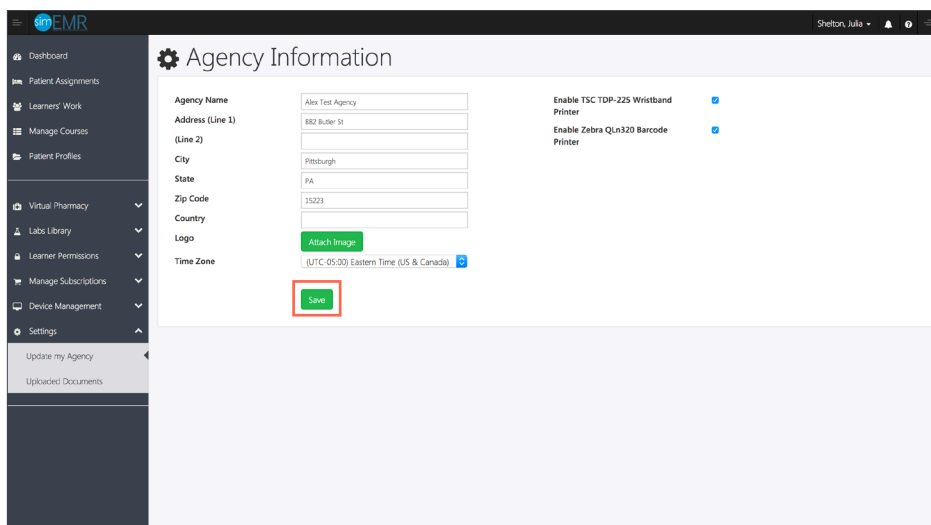 simEMR
Shelton, Julia
Dashboard
Patient Assignments
Learners' Work
Manage Courses
Patient Profiles
Virtual Pharmacy
Labs Library
Learner Permissions
Manage Subscriptions
Device Management
Settings
Update my Agency
Uploaded Documents
Agency Information
Agency Name
Alex Test Agency
Address (Line 1)
882 Butler St
(Line 2)
City
Pittsburgh
State
PA
Zip Code
15223
Country
Logo
Attach Image
Time Zone
(UTC-05:00) Eastern Time (US & Canada)
Save
Enable TSC TDP-225 Wristband
Printer
Enable Zebra QLn320 Barcode
Printer